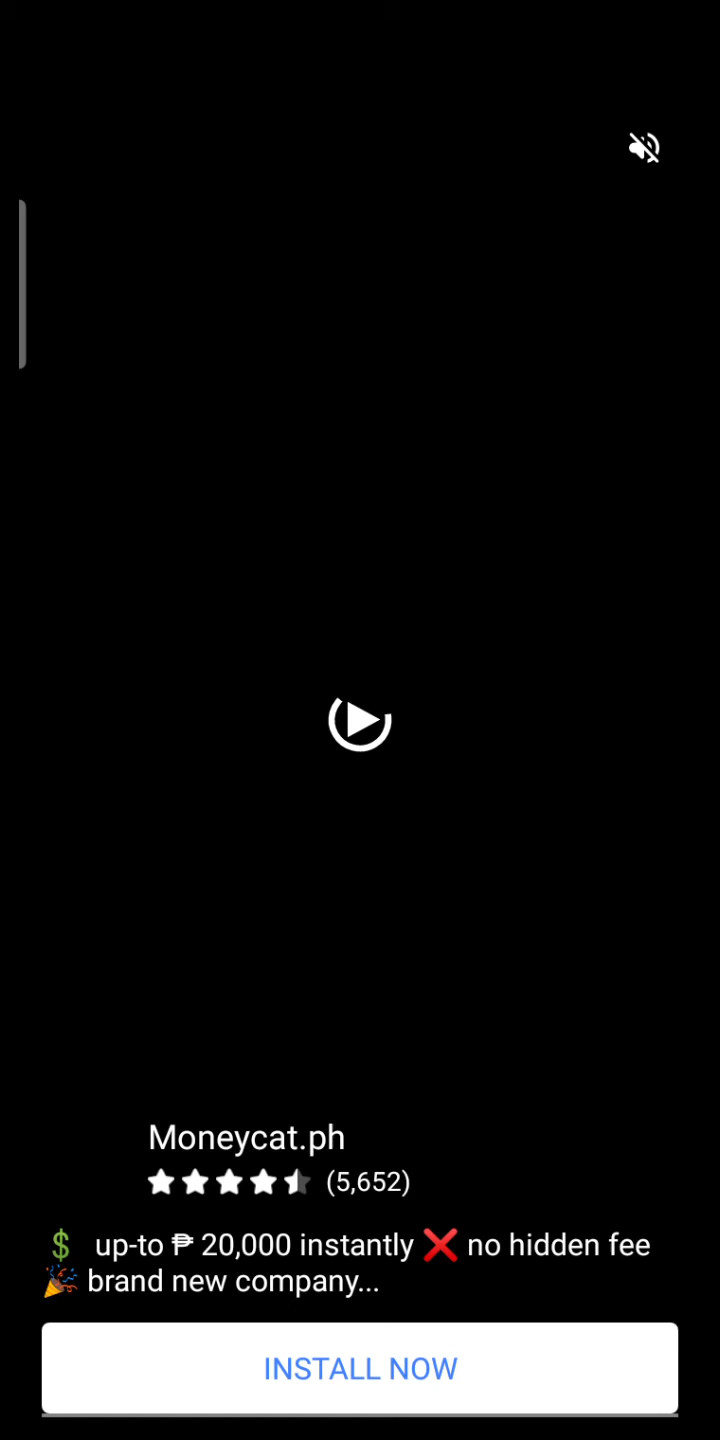 Moneycat.ph
(5,652)
💲 up-to ₱ 20,000 instantly ❌ no hidden fee
🎉 brand new company...
INSTALL NOW